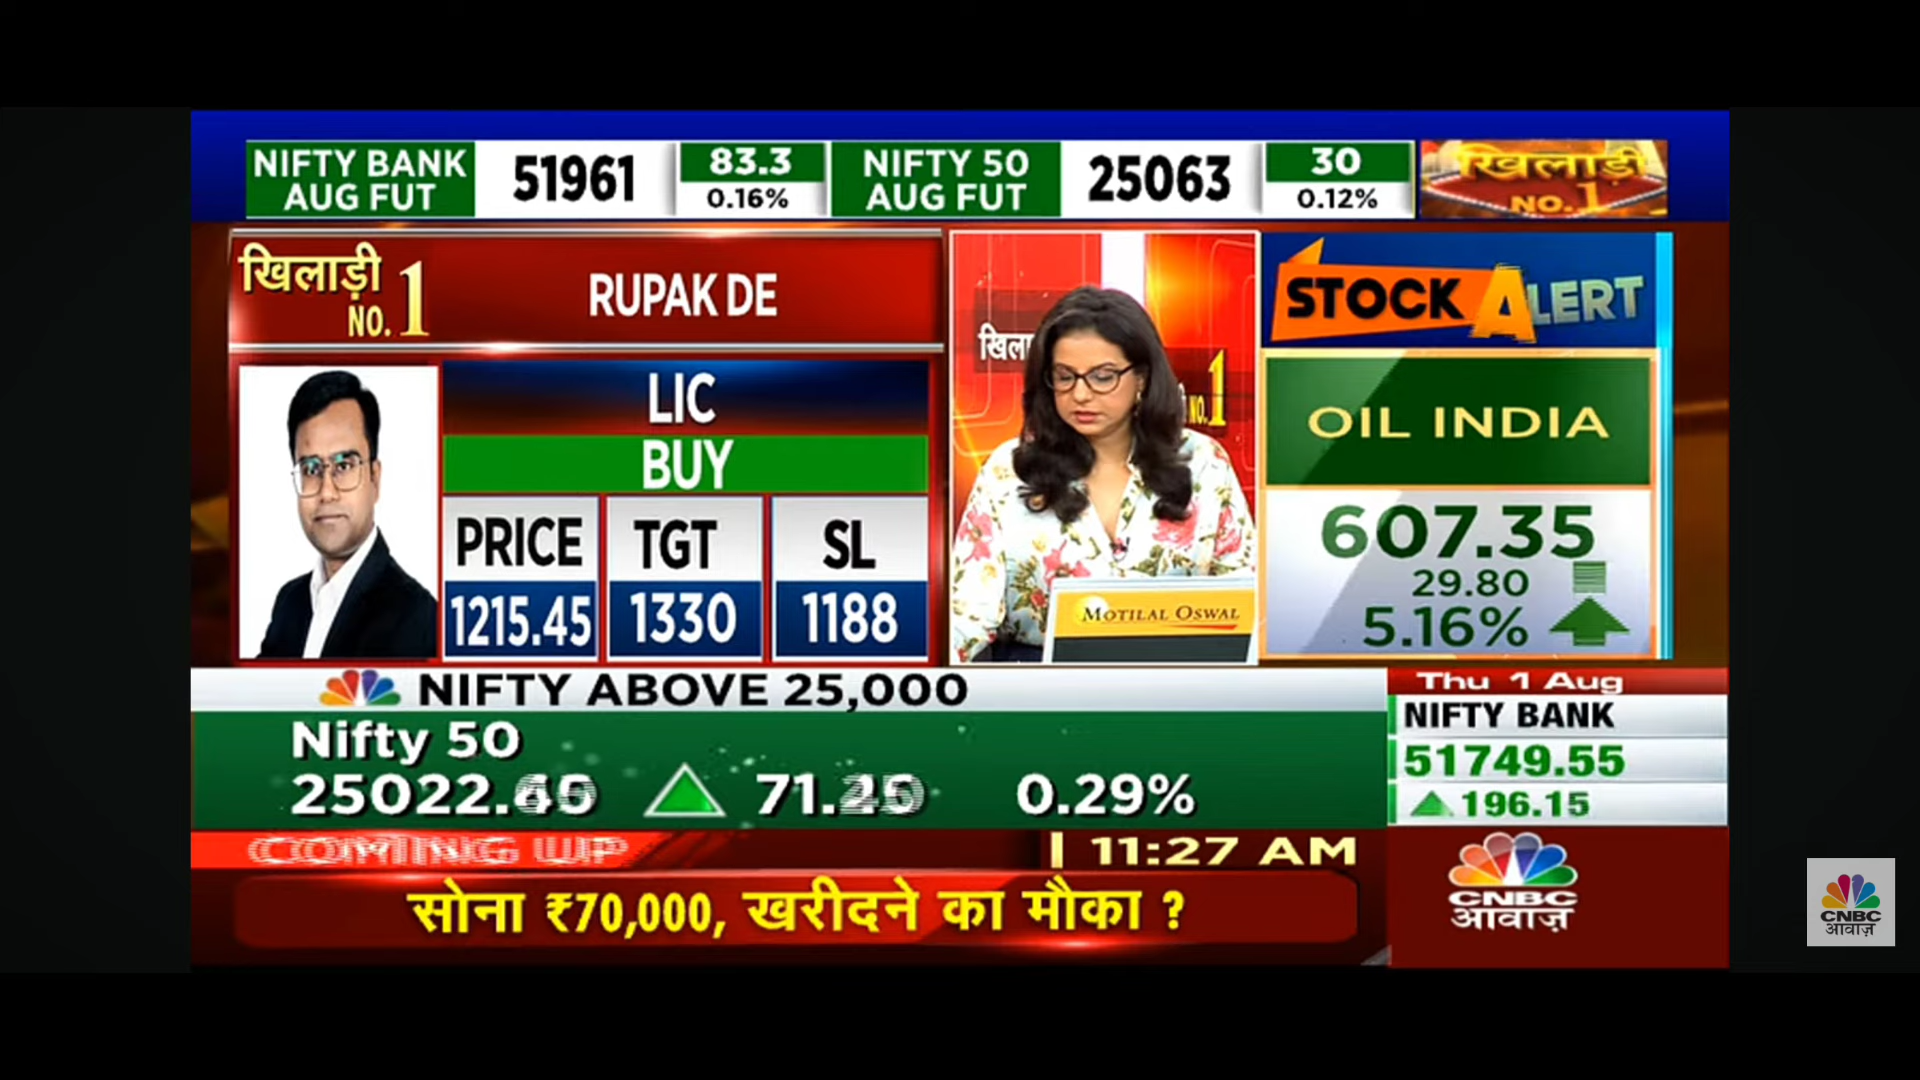 NIFTY BANK
AUG FUT
51961
83.3
0.16%
NIFTY 50
AUG FUT
25063
30
0.12%
खिलाड़ी
NO. 1
खिलाड़ी
NO. 1
RUPAK DE
LIC
BUY
PRICE TGT SL
1215.45 1330 1188
NO. 1
MOTILAL OSWAL
STOCK ALERT
OIL INDIA
607.35
29.80
5.16%
NIFTY ABOVE 25,000
Nifty 50
0.29%
Thu 1 Aug
NIFTY BANK
51749.55
196.15
COMING UP
11:27 AM
सोना ₹70,000, खरीदने का मौका ?
CNBC
आवाज़
CNBC
आवाज़